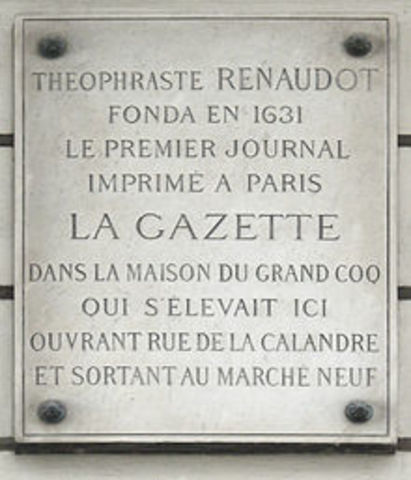 THEOPHRASTE RENAUDOT
FONDA EN 1631
LE PREMIER JOURNAL
IMPRIMÉ A PARIS
LA GAZETTE
DANS LA MAISON DU GRAND COQ
QUI S'ÉLEVAIT ICI
OUVRANT RUE DE LA CALANDRE
ET SORTANT AU MARCHÉ NEUF